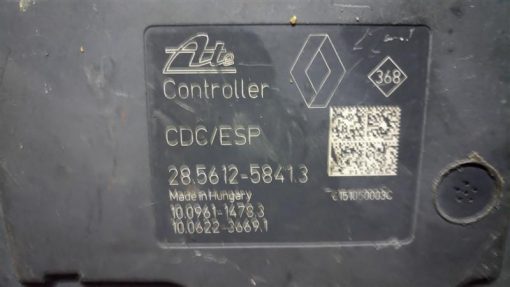 Ate
368
Controller
CDC/ESP
28.5612-5841.3
Made in Hungary
10.0961-1478.3
10.0622-3669.1